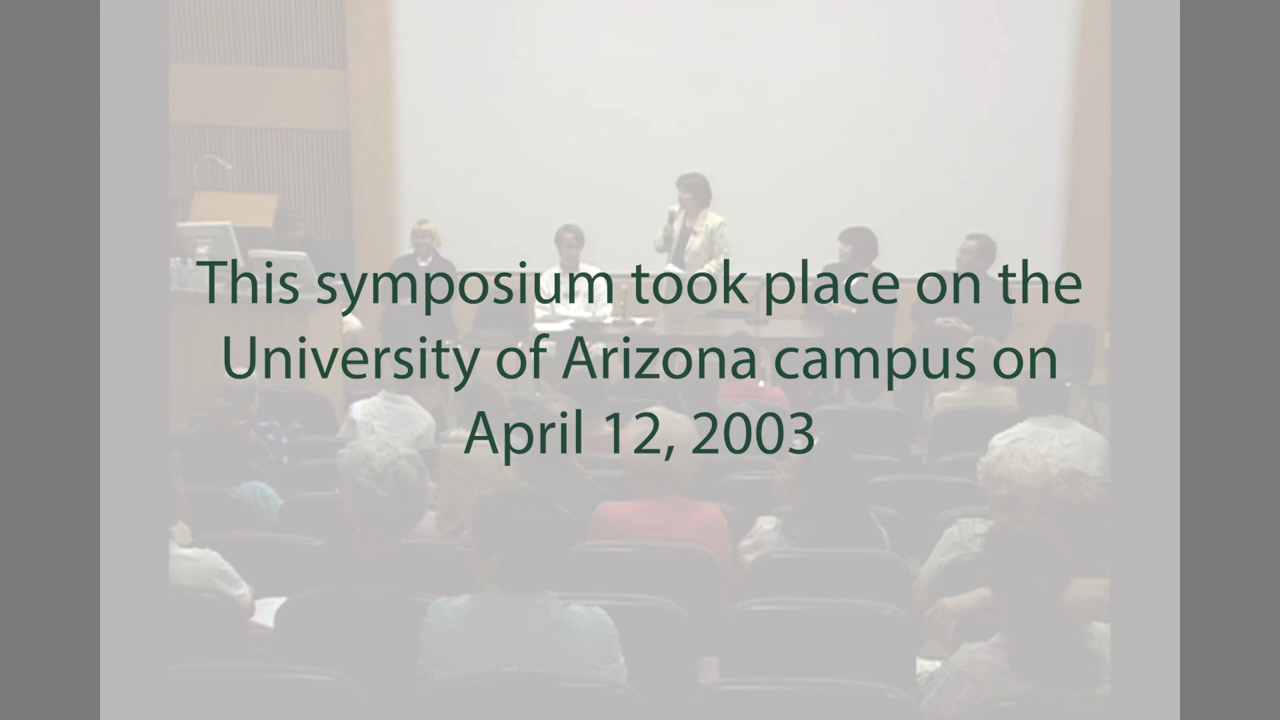 This symposium took place on the
University of Arizona campus on
April 12, 2003